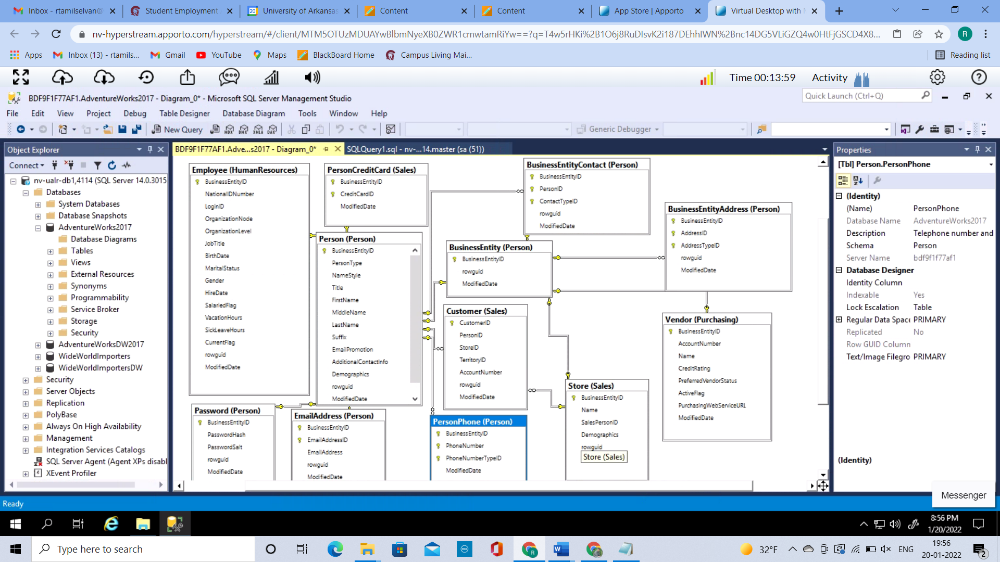 Inbox - rtamilselvan@
Student Employment
University of Arkansas
Content
Content
App Store | Apporto
Virtual Desktop with
nv-hyperstream.apporto.com/hyperstream/#/client/MTM5OTUzMDUAYwBlbmNyeXB0ZWR1cmwtamRiYw==?q=T4w5rHKi%2B1O6j8RuDIsvK2i187DEhhIWN%2Bnc14DG5VLiGZQ4w0HtFjGSCD4X8...
R
Apps
Inbox (13) - rtamils...
Gmail
YouTube
Maps
BlackBoard Home
Campus Living Mai...
Reading list
Time 00:13:59
Activity
BDF9F1F77AF1.AdventureWorks2017 - Diagram_0* - Microsoft SQL Server Management Studio
Quick Launch (Ctrl+Q)
File Edit View Project Debug Table Designer Database Diagram Tools Window Help
New Query
MDX DMX XMLA DAX
Generic Debugger
Object Explorer
Connect
nv-ualr-db1,4114 (SQL Server 14.0.3015
Databases
System Databases
Database Snapshots
AdventureWorks2017
Database Diagrams
Tables
Views
External Resources
Synonyms
Programmability
Service Broker
Storage
Security
AdventureWorksDW2017
WideWorldImporters
WideWorldImportersDW
Security
Server Objects
Replication
PolyBase
Always On High Availability
Management
Integration Services Catalogs
SQL Server Agent (Agent XPs disabl
XEvent Profiler
BDF9F1F77AF1.Adve...s2017 - Diagram_0*
SQLQuery1.sql - nv-...14.master (sa (51))
Employee (HumanResources)
BusinessEntityID
NationalIDNumber
LoginID
OrganizationNode
OrganizationLevel
JobTitle
BirthDate
MaritalStatus
Gender
HireDate
SalariedFlag
VacationHours
SickLeaveHours
CurrentFlag
rowguid
ModifiedDate
PersonCreditCard (Sales)
BusinessEntityID
CreditCardID
ModifiedDate
Person (Person)
BusinessEntityID
PersonType
NameStyle
Title
FirstName
MiddleName
LastName
Suffix
EmailPromotion
AdditionalContactInfo
Demographics
rowguid
ModifiedDate
Password (Person)
BusinessEntityID
PasswordHash
PasswordSalt
rowguid
ModifiedDate
EmailAddress (Person)
BusinessEntityID
EmailAddressID
EmailAddress
rowguid
ModifiedDate
BusinessEntityContact (Person)
BusinessEntityID
PersonID
ContactTypeID
rowguid
ModifiedDate
BusinessEntity (Person)
BusinessEntityID
rowguid
ModifiedDate
Customer (Sales)
CustomerID
PersonID
StoreID
TerritoryID
AccountNumber
rowguid
ModifiedDate
PersonPhone (Person)
BusinessEntityID
PhoneNumber
PhoneNumberTypeID
ModifiedDate
BusinessEntityAddress (Person)
BusinessEntityID
AddressID
AddressTypeID
rowguid
ModifiedDate
Vendor (Purchasing)
BusinessEntityID
AccountNumber
Name
CreditRating
PreferredVendorStatus
ActiveFlag
PurchasingWebServiceURL
ModifiedDate
Store (Sales)
BusinessEntityID
Name
SalesPersonID
Demographics
rowguid
Store (Sales)
Properties
[Tbl] Person.PersonPhone
(Identity)
(Name) PersonPhone
Database Name AdventureWorks2017
Description Telephone number and
Schema Person
Server Name bdf9f1f77af1
Database Designer
Identity Column
Indexable Yes
Lock Escalation Table
Regular Data Space PRIMARY
Replicated No
Row GUID Column
Text/Image Filegro PRIMARY
(Identity)
Messenger
Ready
8:56 PM
1/20/2022
Type here to search
DELL
R
32°F
ENG
19:56
20-01-2022
2